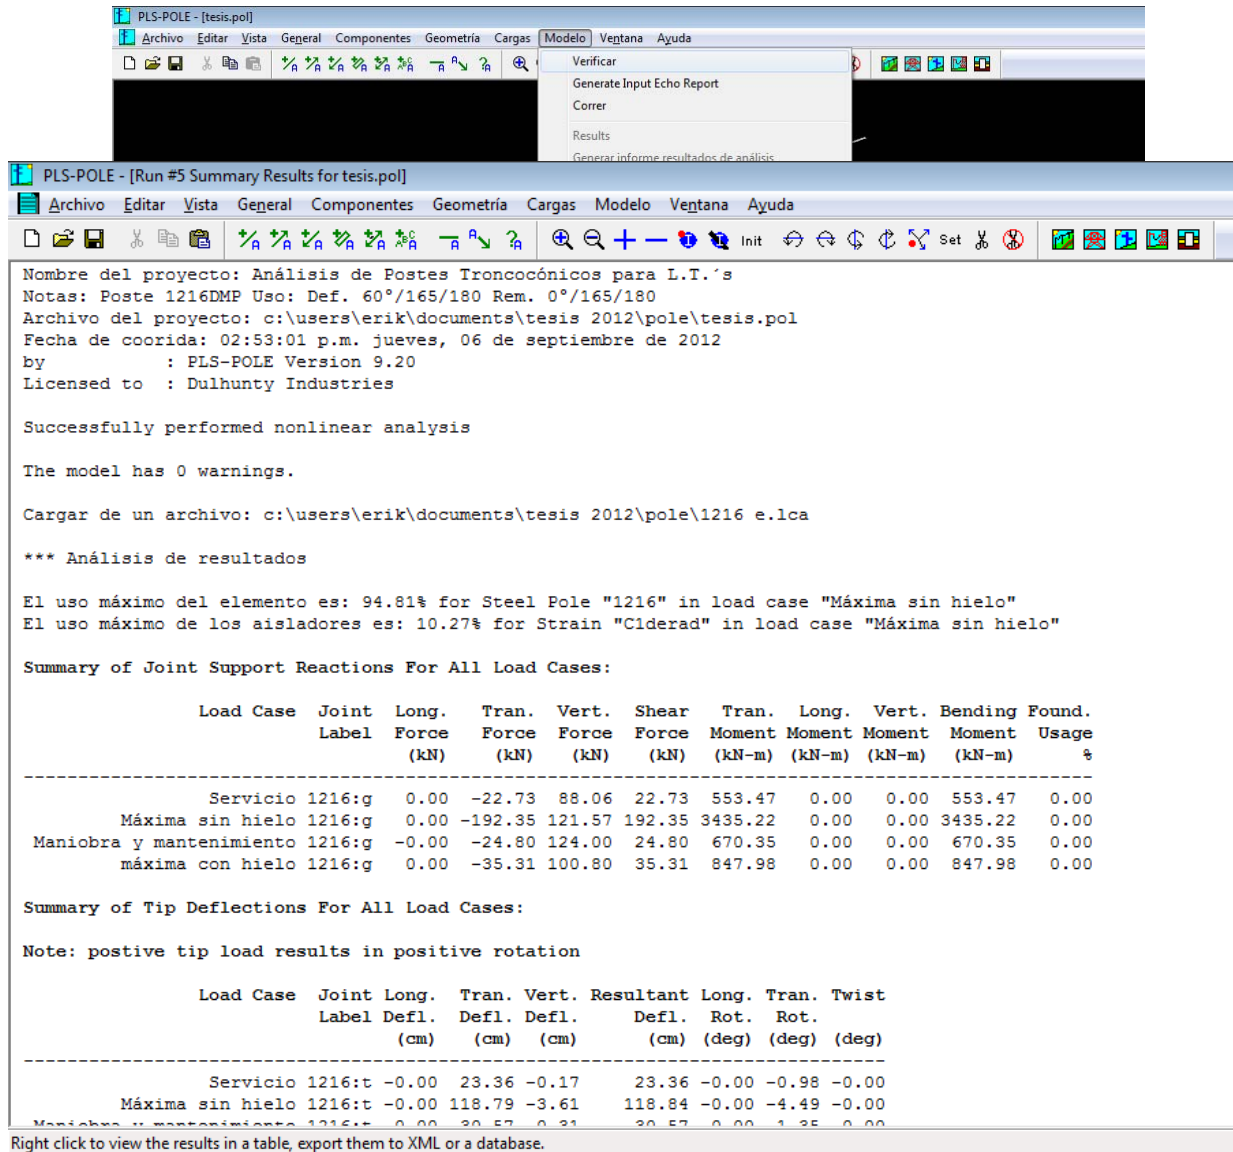 PLS-POLE - [tesis.pol]
Archivo Editar Vista General Componentes Geometría Cargas Modelo Ventana Ayuda
Verificar
Generate Input Echo Report
Correr
Results
Generar informe resultados de análisis
PLS-POLE - [Run #5 Summary Results for tesis.pol]
Archivo Editar Vista General Componentes Geometría Cargas Modelo Ventana Ayuda
Init Set
Nombre del proyecto: Análisis de Postes Troncocónicos para L.T.´s
Notas: Poste 1216DMP Uso: Def. 60°/165/180 Rem. 0°/165/180
Archivo del proyecto: c:\users\erik\documents\tesis 2012\pole\tesis.pol
Fecha de coorida: 02:53:01 p.m. jueves, 06 de septiembre de 2012
by : PLS-POLE Version 9.20
Licensed to : Dulhunty Industries
Successfully performed nonlinear analysis
The model has 0 warnings.
Cargar de un archivo: c:\users\erik\documents\tesis 2012\pole\1216 e.lca
*** Análisis de resultados
El uso máximo del elemento es: 94.81% for Steel Pole "1216" in load case "Máxima sin hielo"
El uso máximo de los aisladores es: 10.27% for Strain "C1derad" in load case "Máxima sin hielo"
Summary of Joint Support Reactions For All Load Cases:
Load Case Joint Long. Tran. Vert. Shear Tran. Long. Vert. Bending Found.
Label Force Force Force Force Moment Moment Moment Moment Usage
(kN) (kN) (kN) (kN) (kN-m) (kN-m) (kN-m) (kN-m) %
Servicio 1216:g 0.00 -22.73 88.06 22.73 553.47 0.00 0.00 553.47 0.00
Máxima sin hielo 1216:g 0.00 -192.35 121.57 192.35 3435.22 0.00 0.00 3435.22 0.00
Maniobra y mantenimiento 1216:g -0.00 -24.80 124.00 24.80 670.35 0.00 0.00 670.35 0.00
máxima con hielo 1216:g 0.00 -35.31 100.80 35.31 847.98 0.00 0.00 847.98 0.00
Summary of Tip Deflections For All Load Cases:
Note: postive tip load results in positive rotation
Load Case Joint Long. Tran. Vert. Resultant Long. Tran. Twist
Label Defl. Defl. Defl. Defl. Rot. Rot.
(cm) (cm) (cm) (cm) (deg) (deg) (deg)
Servicio 1216:t -0.00 23.36 -0.17 23.36 -0.00 -0.98 -0.00
Máxima sin hielo 1216:t -0.00 118.79 -3.61 118.84 -0.00 -4.49 -0.00
Maniobra y mantenimiento 1216:t
Right click to view the results in a table, export them to XML or a database.